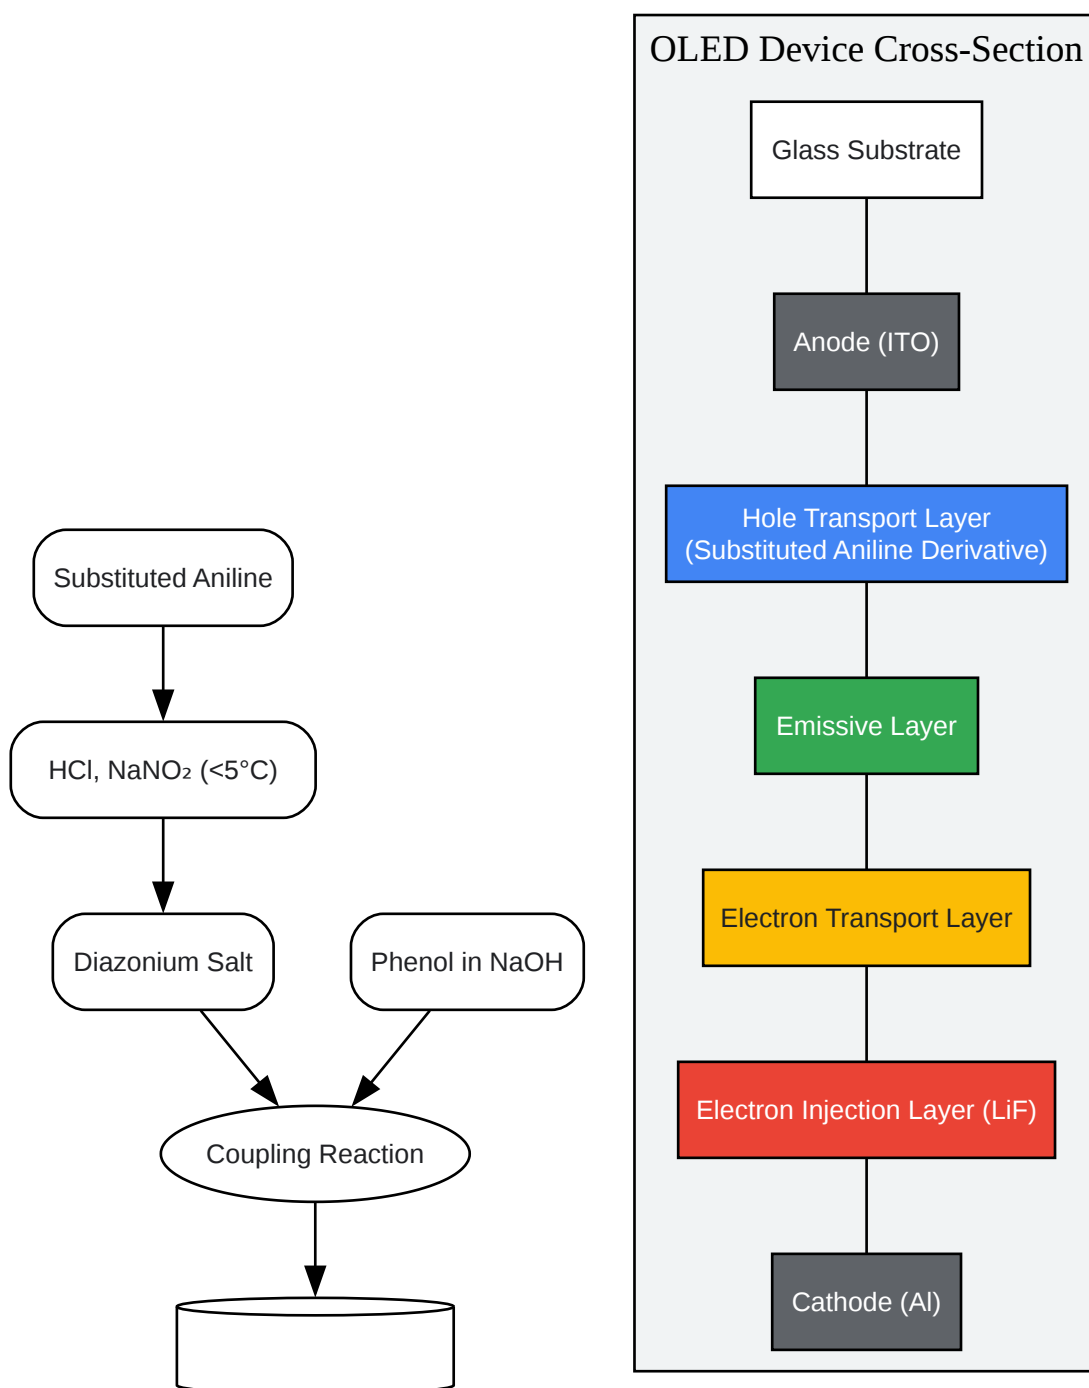 OLED Device Cross-Section
Glass Substrate
Anode (ITO)
Hole Transport Layer
(Substituted Aniline Derivative)
Emissive Layer
Electron Transport Layer
Electron Injection Layer (LiF)
Cathode (Al)
Substituted Aniline
HCl, NaNO₂ (<5°C)
Diazonium Salt
Phenol in NaOH
Coupling Reaction